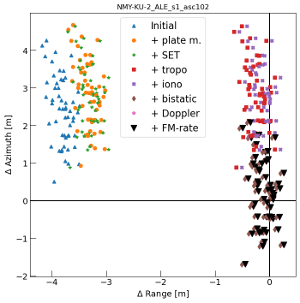 NMY-KU-2_ALE_s1_asc102
5
4
3
2
1
0
−1
−2
Δ Azimuth [m]
Initial
+ plate m.
+ SET
+ tropo
+ iono
+ bistatic
+ Doppler
+ FM-rate
−4 −3 −2 −1 0
Δ Range [m]